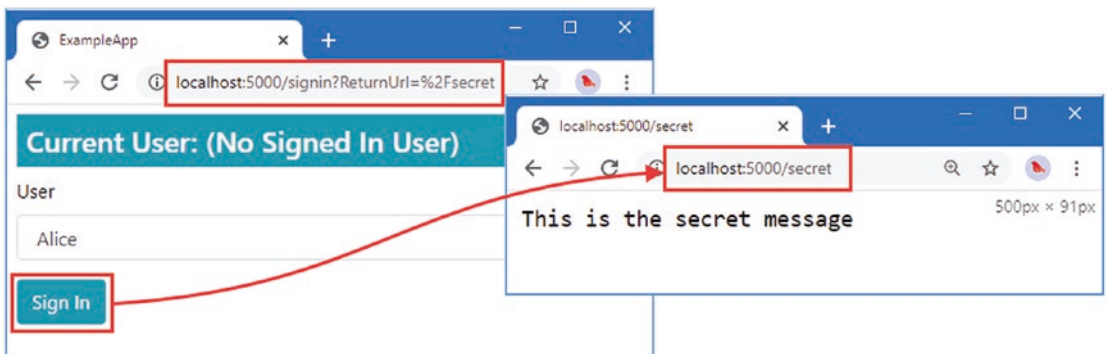 ExampleApp
localhost:5000/signin?ReturnUrl=%2Fsecret
Current User: (No Signed In User)
User
Alice
Sign In
localhost:5000/secret
localhost:5000/secret
500px × 91px
This is the secret message